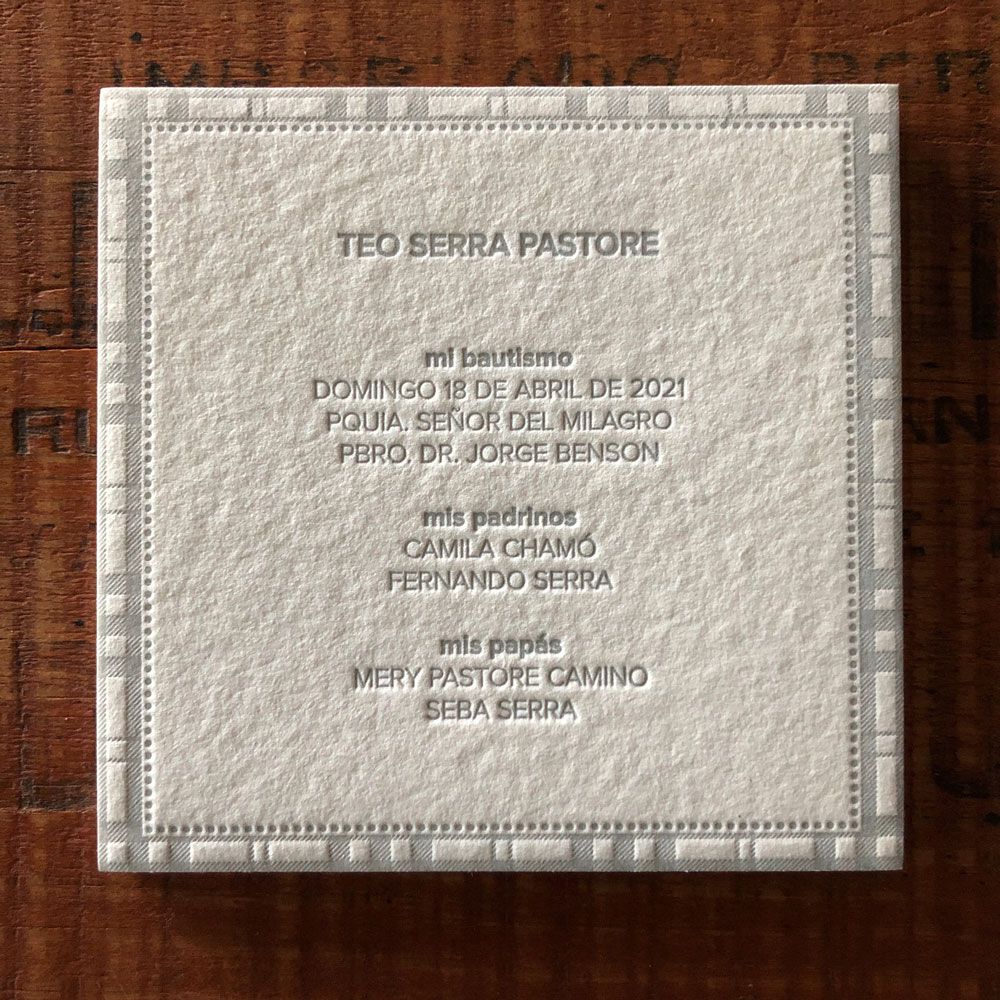 TEO SERRA PASTORE
mi bautismo
DOMINGO 18 DE ABRIL DE 2021
PQUIA. SEÑOR DEL MILAGRO
PBRO. DR. JORGE BENSON
mis padrinos
CAMILA CHAMÓ
FERNANDO SERRA
mis papás
MERY PASTORE CAMINO
SEBA SERRA